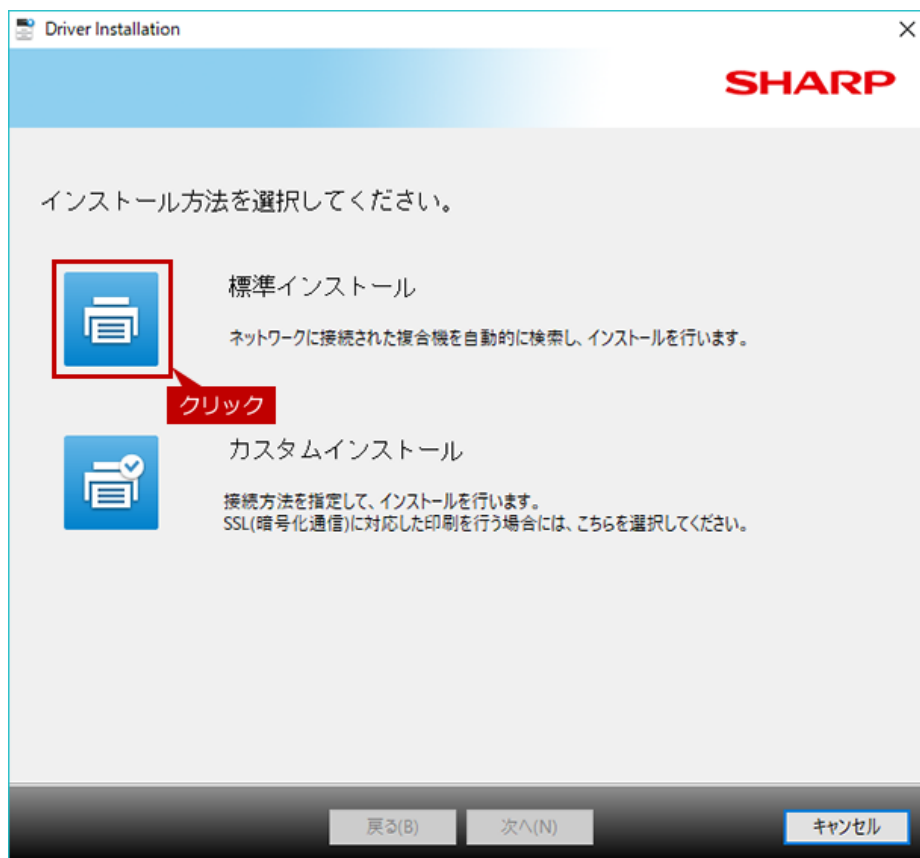 Driver Installation
SHARP
インストール方法を選択してください。
標準インストール
ネットワークに接続された複合機を自動的に検索し、インストールを行います。
クリック
カスタムインストール
接続方法を指定して、インストールを行います。
SSL(暗号化通信)に対応した印刷を行う場合には、こちらを選択してください。
戻る(B)
次へ(N)
キャンセル